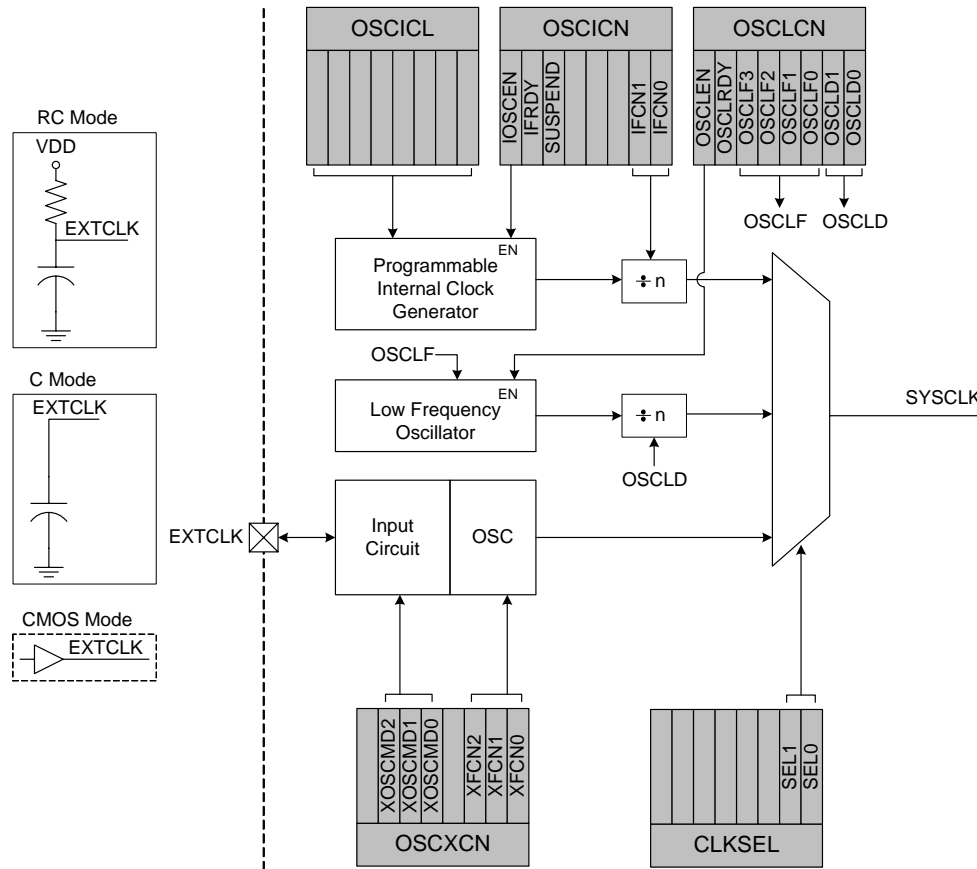 OSCICL
OSCICN
OSCLCN
IOSCEN
IFRDY
SUSPEND
IFCN1
IFCN0
OSCLEN
OSCLRDY
OSCLF3
OSCLF2
OSCLF1
OSCLF0
OSCLD1
OSCLD0
RC Mode
VDD
EXTCLK
OSCLF
OSCLD
EN
Programmable
Internal Clock
Generator
÷ n
OSCLF
C Mode
EXTCLK
EN
Low Frequency
Oscillator
÷ n
SYSCLK
OSCLD
EXTCLK
Input
Circuit
OSC
CMOS Mode
EXTCLK
XOSCMD2
XOSCMD1
XOSCMD0
XFCN2
XFCN1
XFCN0
OSCXCN
SEL1
SEL0
CLKSEL